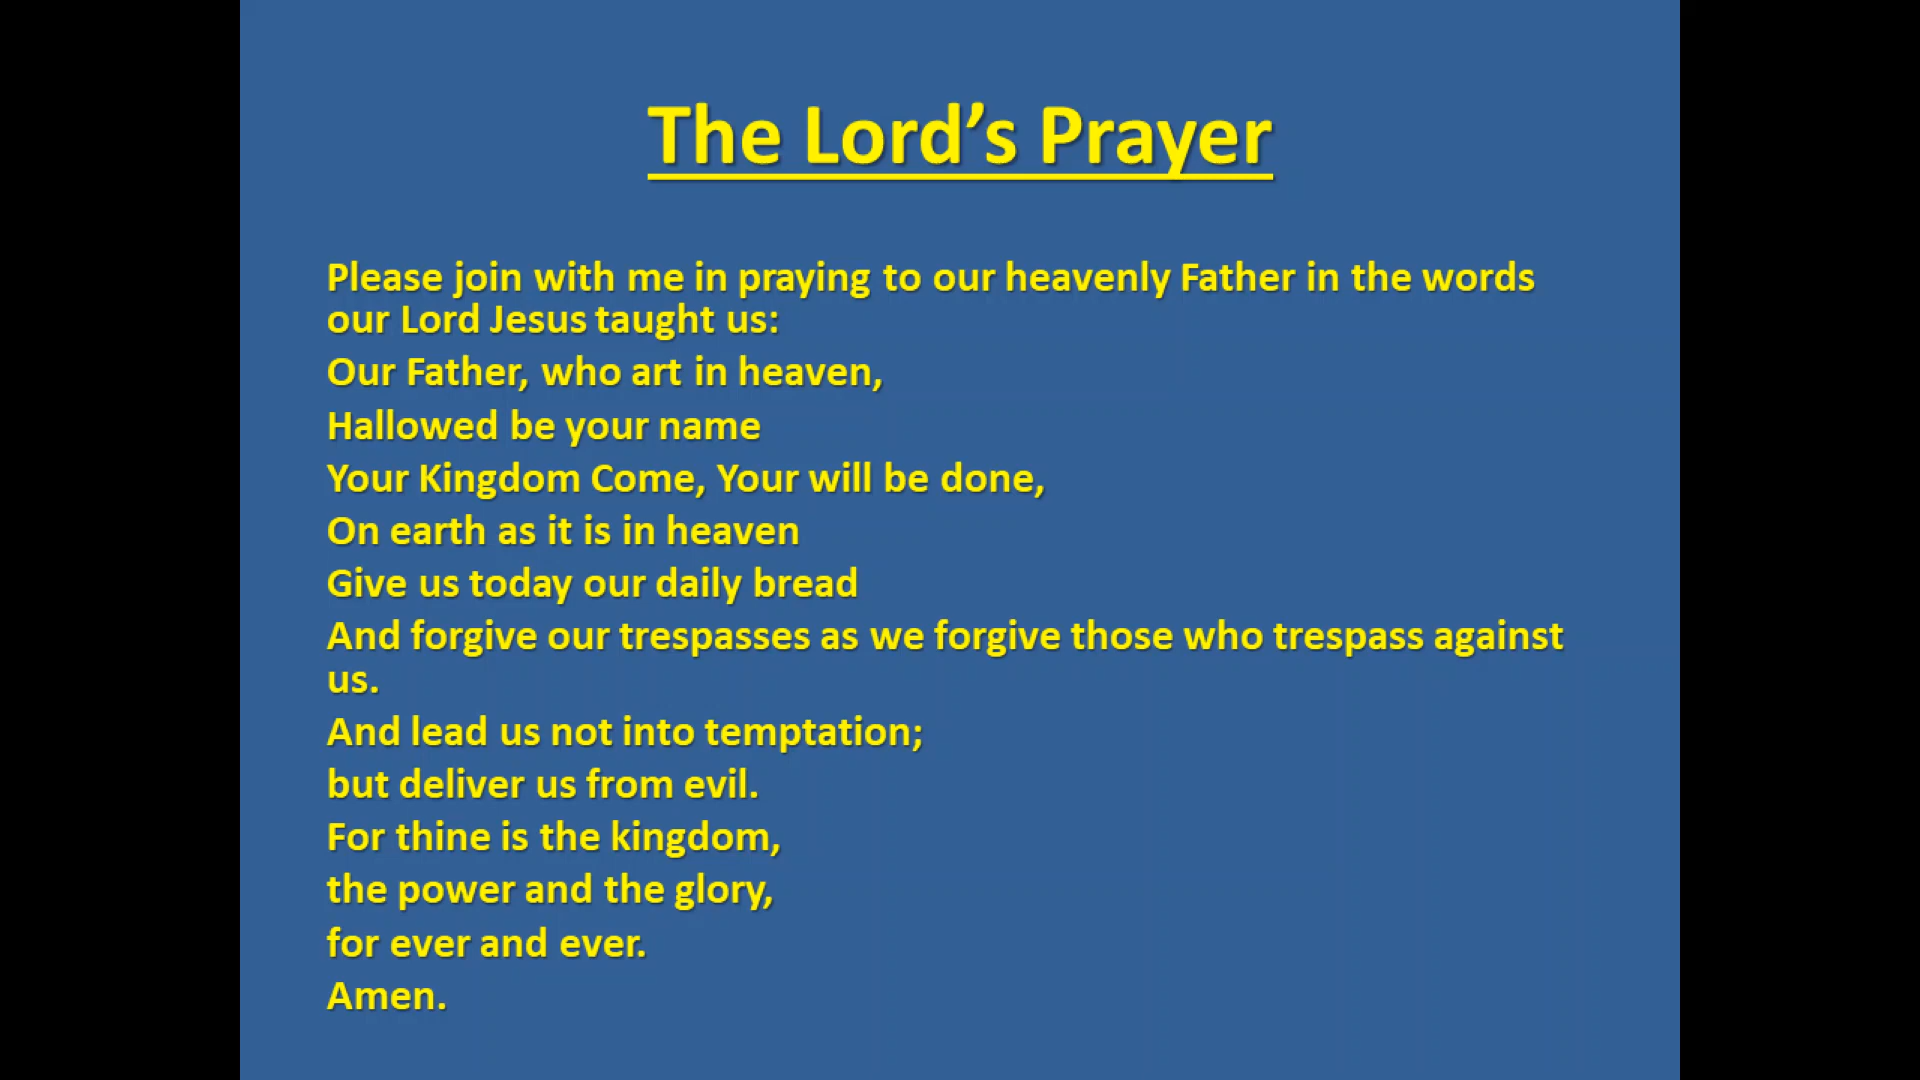 The Lord’s Prayer
Please join with me in praying to our heavenly Father in the words
our Lord Jesus taught us:
Our Father, who art in heaven,
Hallowed be your name
Your Kingdom Come, Your will be done,
On earth as it is in heaven
Give us today our daily bread
And forgive our trespasses as we forgive those who trespass against
us.
And lead us not into temptation;
but deliver us from evil.
For thine is the kingdom,
the power and the glory,
for ever and ever.
Amen.